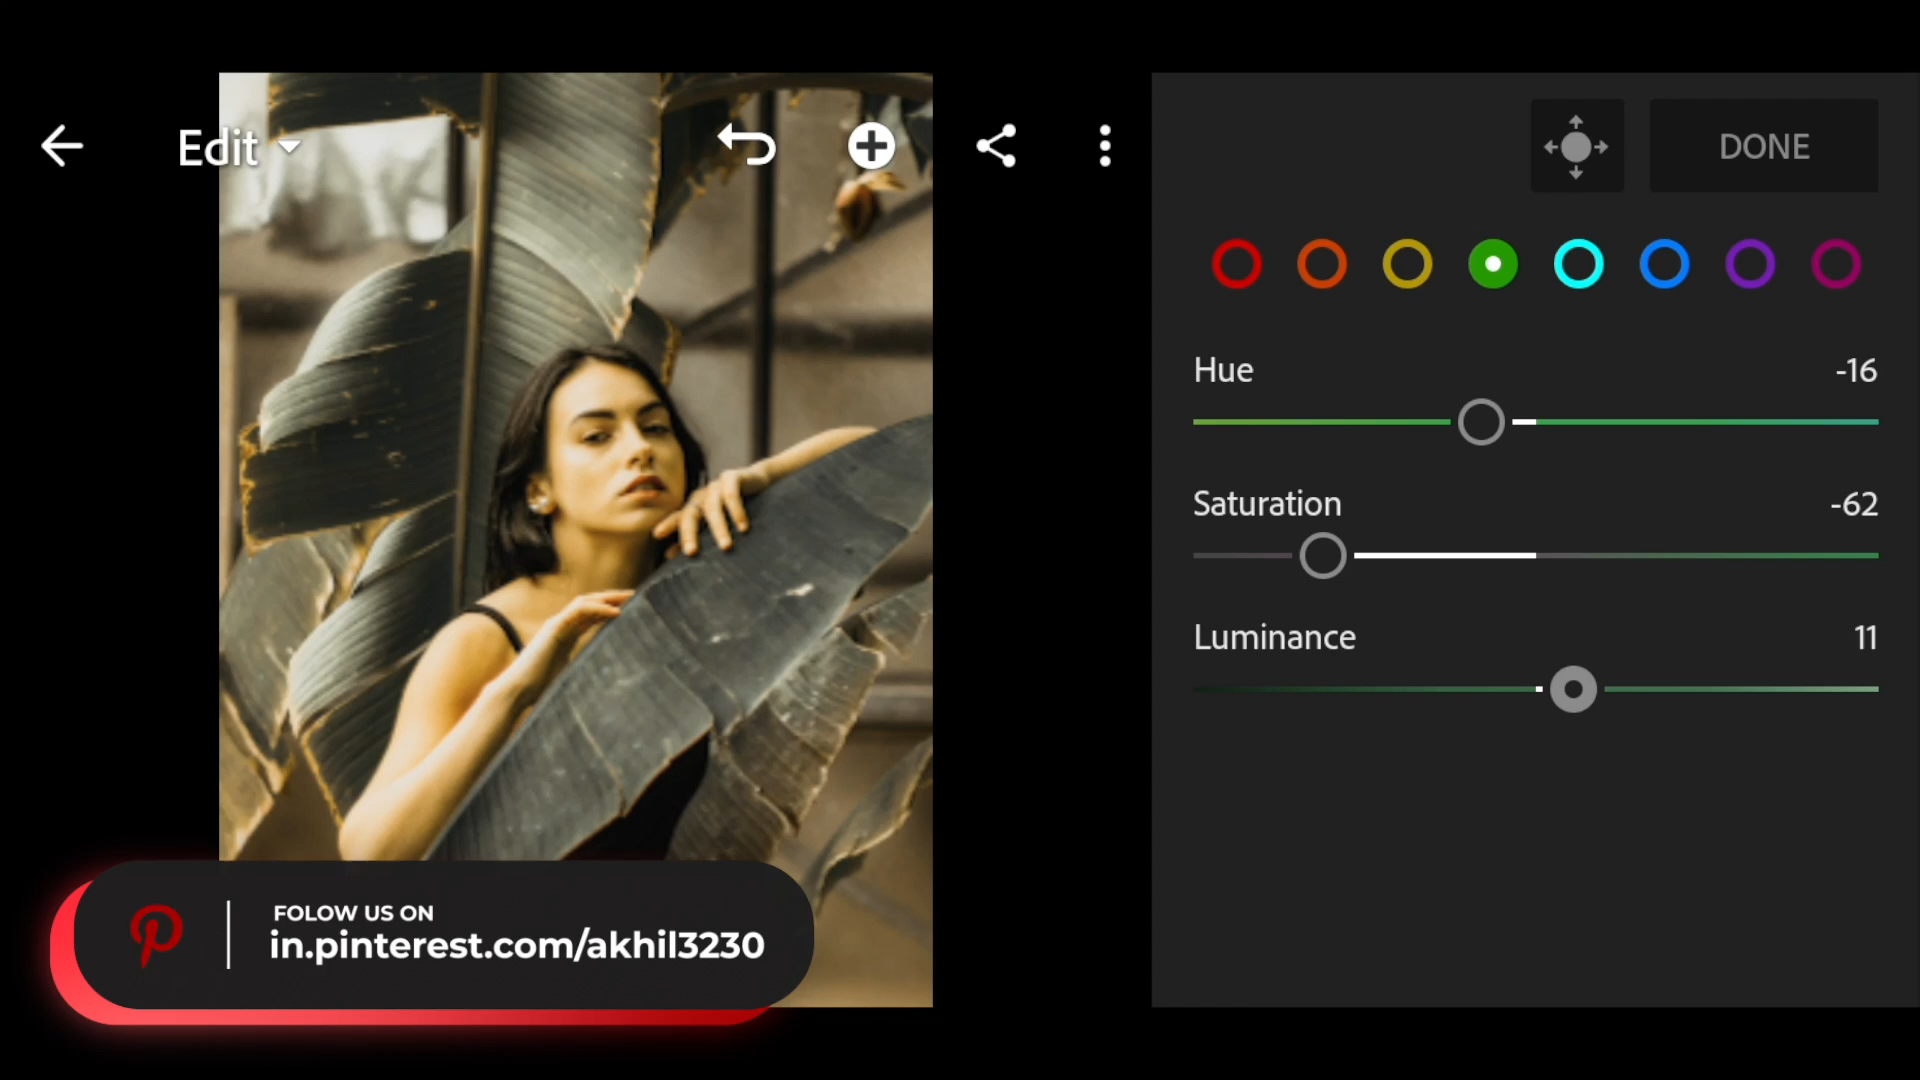 Edit
DONE
Hue
-16
Saturation
-62
Luminance
11
FOLOW US ON
in.pinterest.com/akhil3230